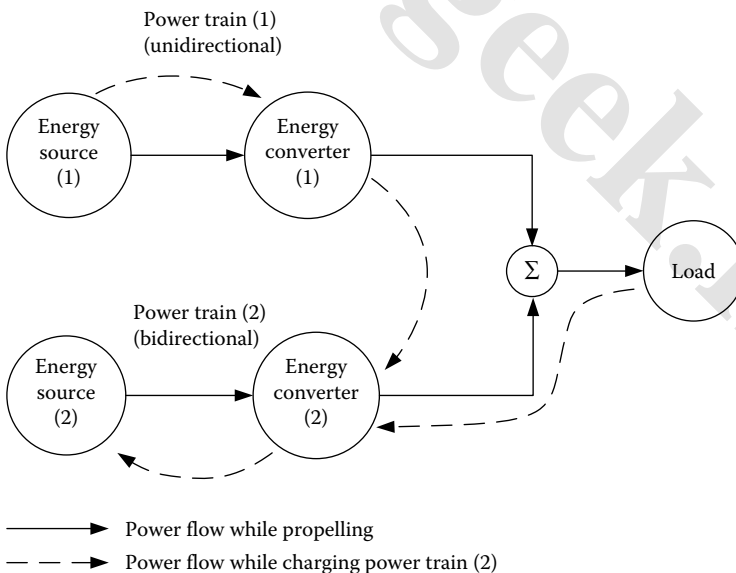 Power train (1)
(unidirectional)
Energy
source
(1)
Energy
converter
(1)
Σ
Load
Power train (2)
(bidirectional)
Energy
source
(2)
Energy
converter
(2)
Power flow while propelling
Power flow while charging power train (2)
geek.